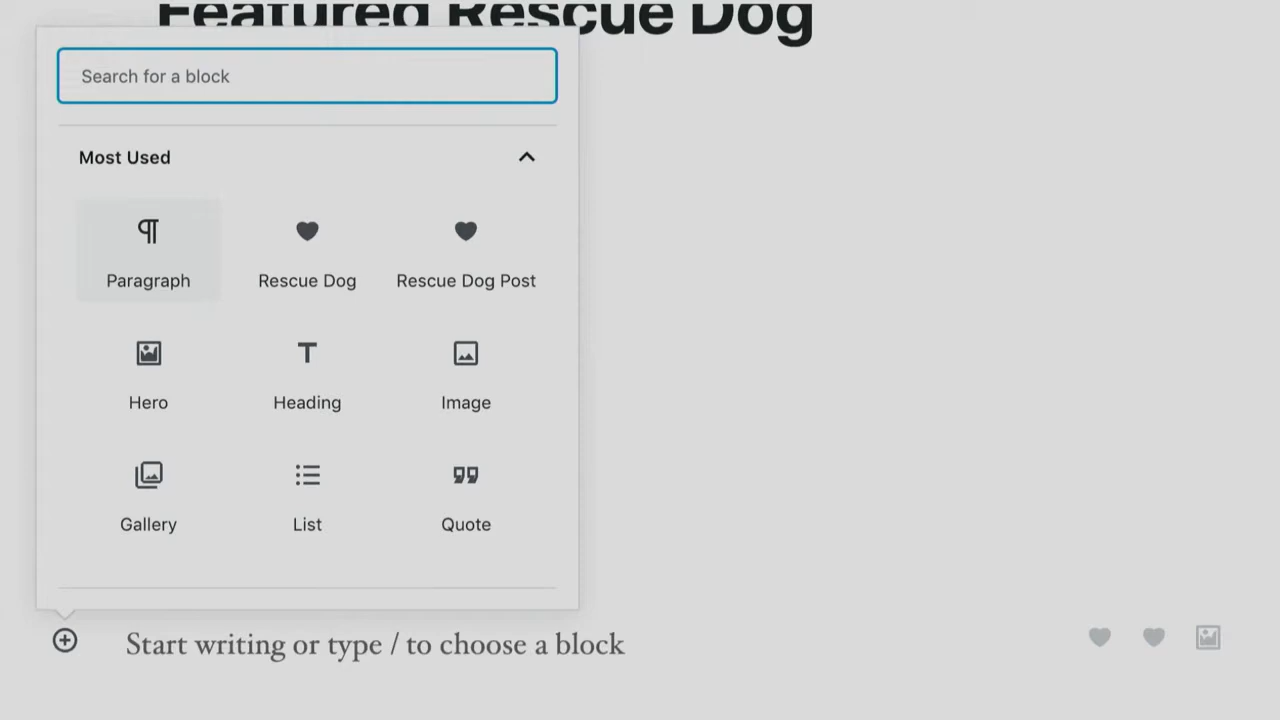 Featured Rescue Dog
Search for a block
Most Used
Paragraph
Rescue Dog
Rescue Dog Post
Hero
Heading
Image
Gallery
List
Quote
Start writing or type / to choose a block